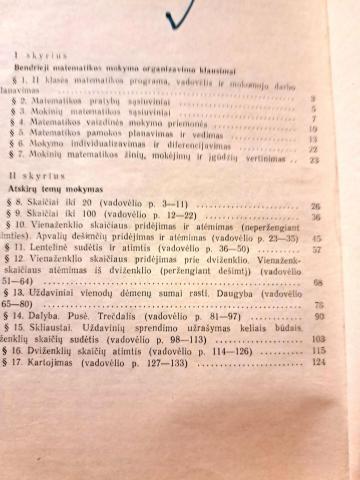 I skyrius
Bendrieji matematikos mokymo organizavimo klausimai
§ 1. II klasės matematikos programa, vadovėlis ir mokomojo darbo
planavimas 3
§ 2. Matematikos pratybų sąsiuviniai 5
§ 3. Mokinių matematikos sąsiuviniai 7
§ 4. Matematikos vaizdinės mokymo priemonės 10
§ 5. Matematikos pamokos planavimas ir vedimas 13
§ 6. Mokymo individualizavimas ir diferencijavimas 22
§ 7. Mokinių matematikos žinių, mokėjimų ir įgūdžių vertinimas 23
II skyrius
Atskirų temų mokymas
§ 8. Skaičiai iki 20 (vadovėlio p. 3—11) 26
§ 9. Skaičiai iki 100 (vadovėlio p. 12—22) 36
§ 10. Vienaženklio skaičiaus pridėjimas ir atėmimas (neperžengiant
šimties). Apvalių dešimčių pridėjimas ir atėmimas (vadovėlio p. 23—35) 45
§ 11. Lentelinė sudėtis ir atimtis (vadovėlio p. 36—50) 57
§ 12. Vienaženklio skaičiaus pridėjimas prie dviženklio. Vienaženk-
skaičiaus atėmimas iš dviženklio (peržengiant dešimtį) (vadovėlio
51—64) 68
§ 13. Uždaviniai vienodų dėmenų sumai rasti. Daugyba (vadovėlio
65—80) 78
§ 14. Dalyba. Pusė. Trečdalis (vadovėlio p. 81—97) 90
§ 15. Skliaustai. Uždavinių sprendimo užrašymas keliais būdais.
ženklių skaičių sudėtis (vadovėlio p. 98—113) 103
§ 16. Dviženklių skaičių atimtis (vadovėlio p. 114—126) 115
§ 17. Kartojimas (vadovėlio p. 127—133) 124